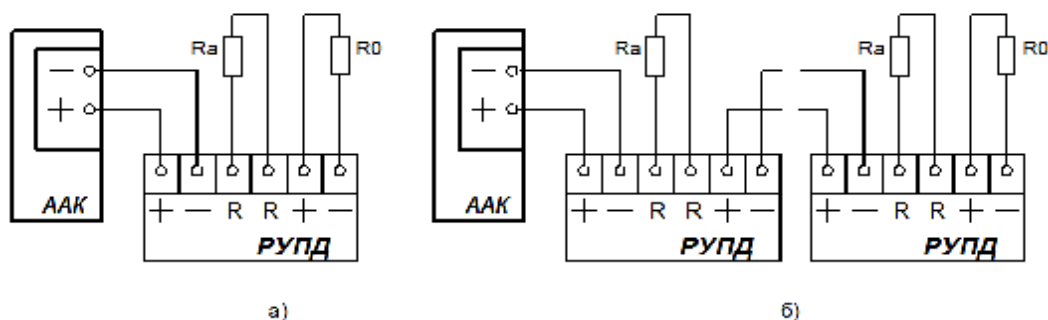 Ra R0 Ra Ra R0
− −
+ +
ААК + − R R + − ААК + − R R + − + − R R + −
РУПД РУПД РУПД
а) б)